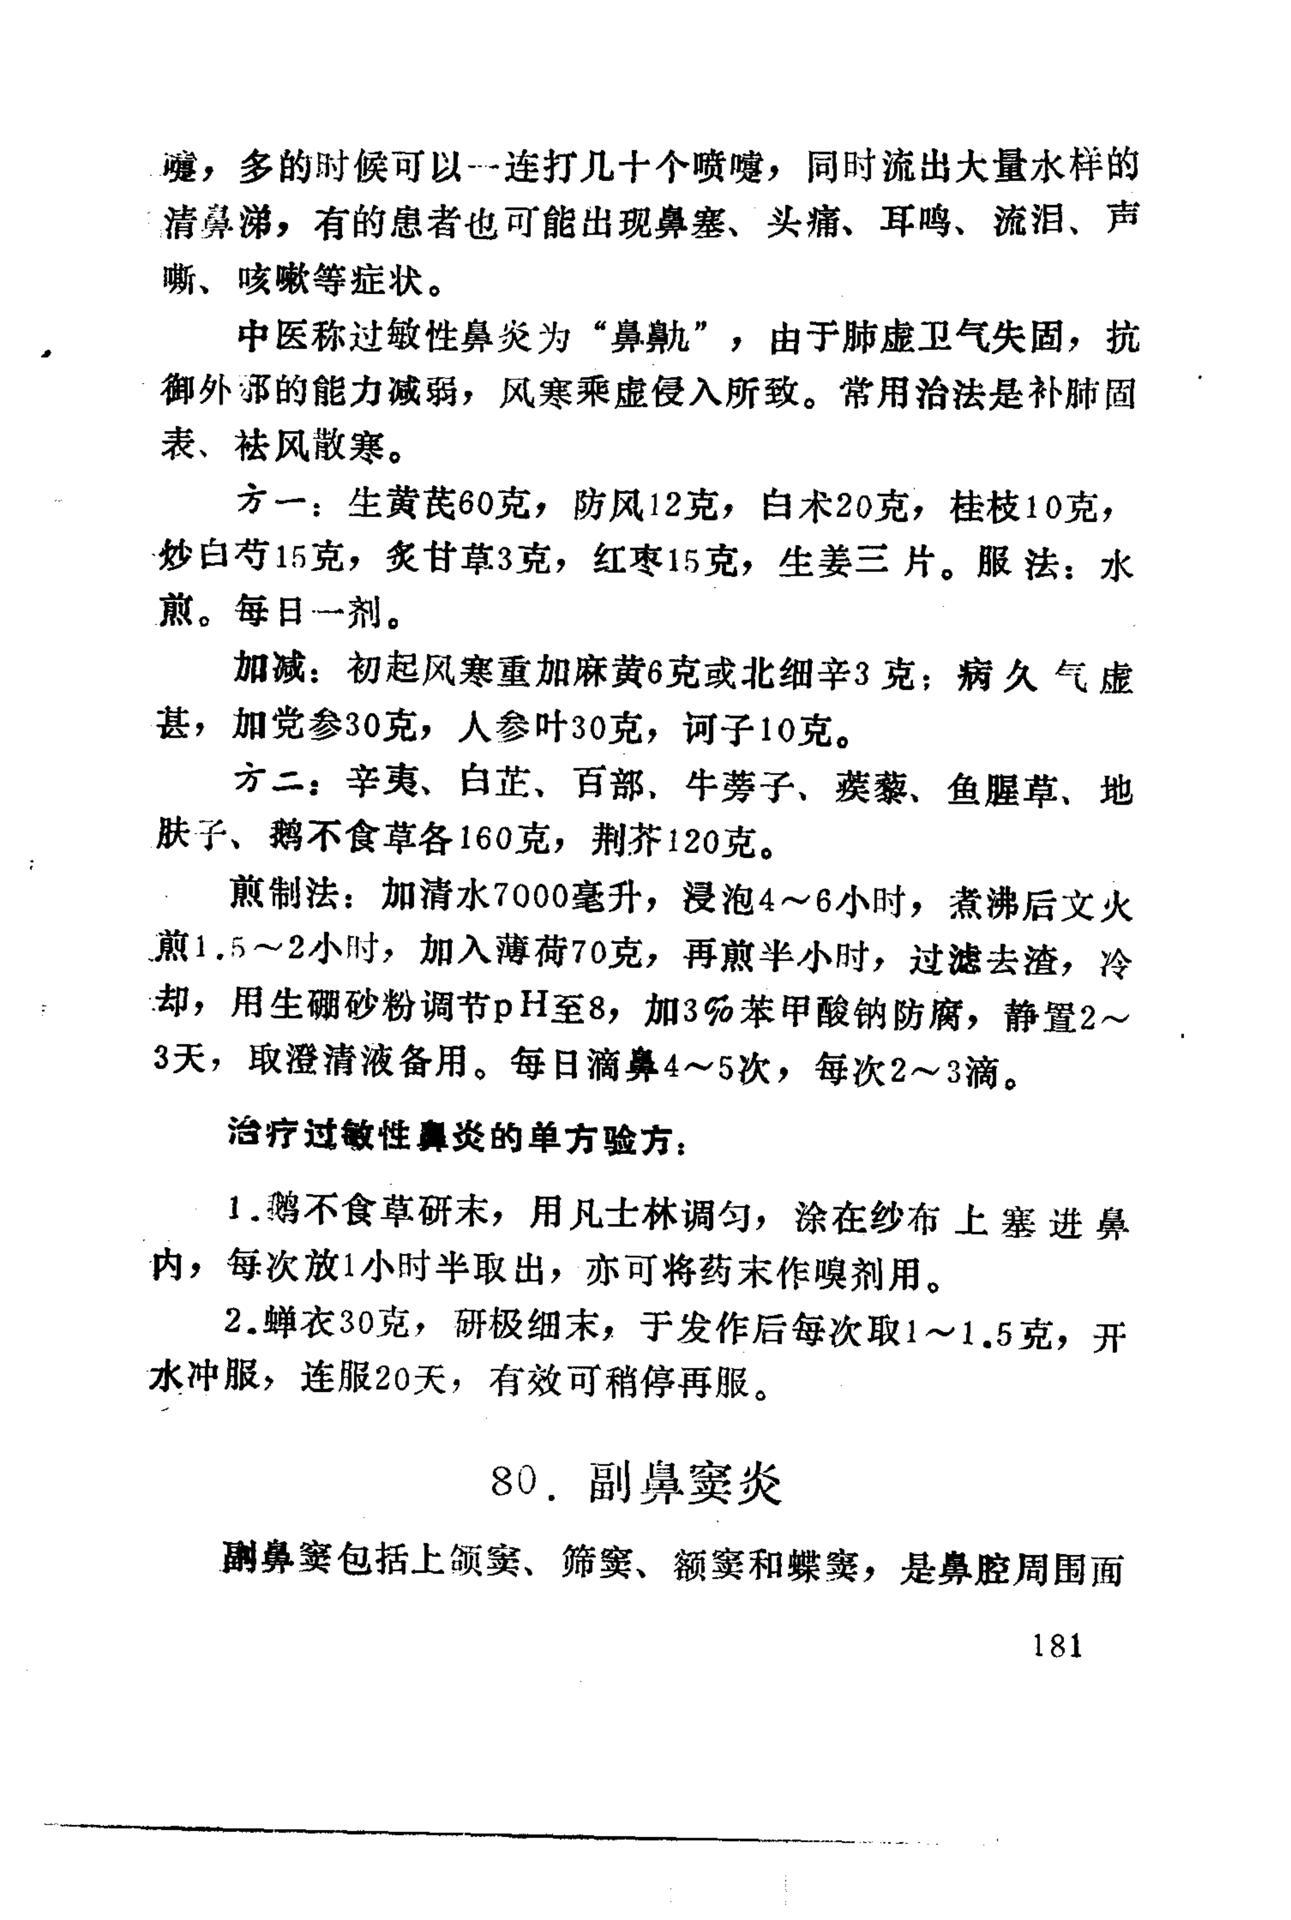 嚏，多的时候可以一连打几十个喷嚏，同时流出大量水样的
清鼻涕，有的患者也可能出现鼻塞、头痛、耳鸣、流泪、声
嘶、咳嗽等症状。
中医称过敏性鼻炎为“鼻鼽”，由于肺虚卫气失固，抗
御外邪的能力减弱，风寒乘虚侵入所致。常用治法是补肺固
表、祛风散寒。
方一：生黄芪60克，防风12克，白术20克，桂枝10克，
炒白芍15克，炙甘草3克，红枣15克，生姜三片。服法：水
煎。每日一剂。
加减：初起风寒重加麻黄6克或北细辛3克；病久气虚
甚，加党参30克，人参叶30克，诃子10克。
方二：辛夷、白芷、百部、牛蒡子、蒺藜、鱼腥草、地
肤子、鹅不食草各160克，荆芥120克。
煎制法：加清水7000毫升，浸泡4～6小时，煮沸后文火
煎1.5～2小时，加入薄荷70克，再煎半小时，过滤去渣，冷
却，用生硼砂粉调节pH至8，加3%苯甲酸钠防腐，静置2～
3天，取澄清液备用。每日滴鼻4～5次，每次2～3滴。
治疗过敏性鼻炎的单方验方：
1.鹅不食草研末，用凡士林调匀，涂在纱布上塞进鼻
内，每次放1小时半取出，亦可将药末作嗅剂用。
2.蝉衣30克，研极细末，于发作后每次取1～1.5克，开
水冲服，连服20天，有效可稍停再服。
80．副鼻窦炎
副鼻窦包括上颌窦、筛窦、额窦和蝶窦，是鼻腔周围面
181